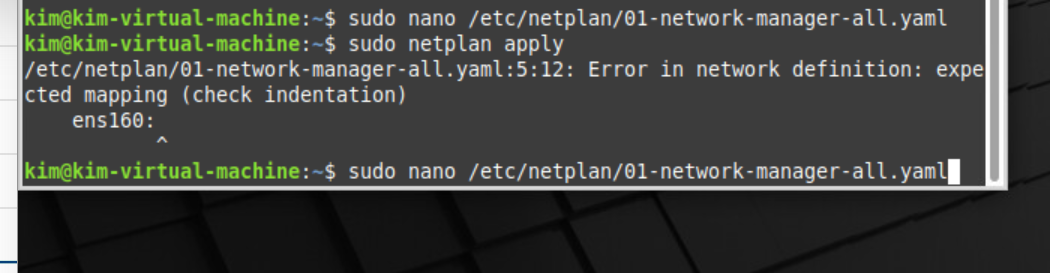 kim@kim-virtual-machine:~$ sudo nano /etc/netplan/01-network-manager-all.yaml
kim@kim-virtual-machine:~$ sudo netplan apply
/etc/netplan/01-network-manager-all.yaml:5:12: Error in network definition: expe
cted mapping (check indentation)
    ens160:
           ^
kim@kim-virtual-machine:~$ sudo nano /etc/netplan/01-network-manager-all.yaml